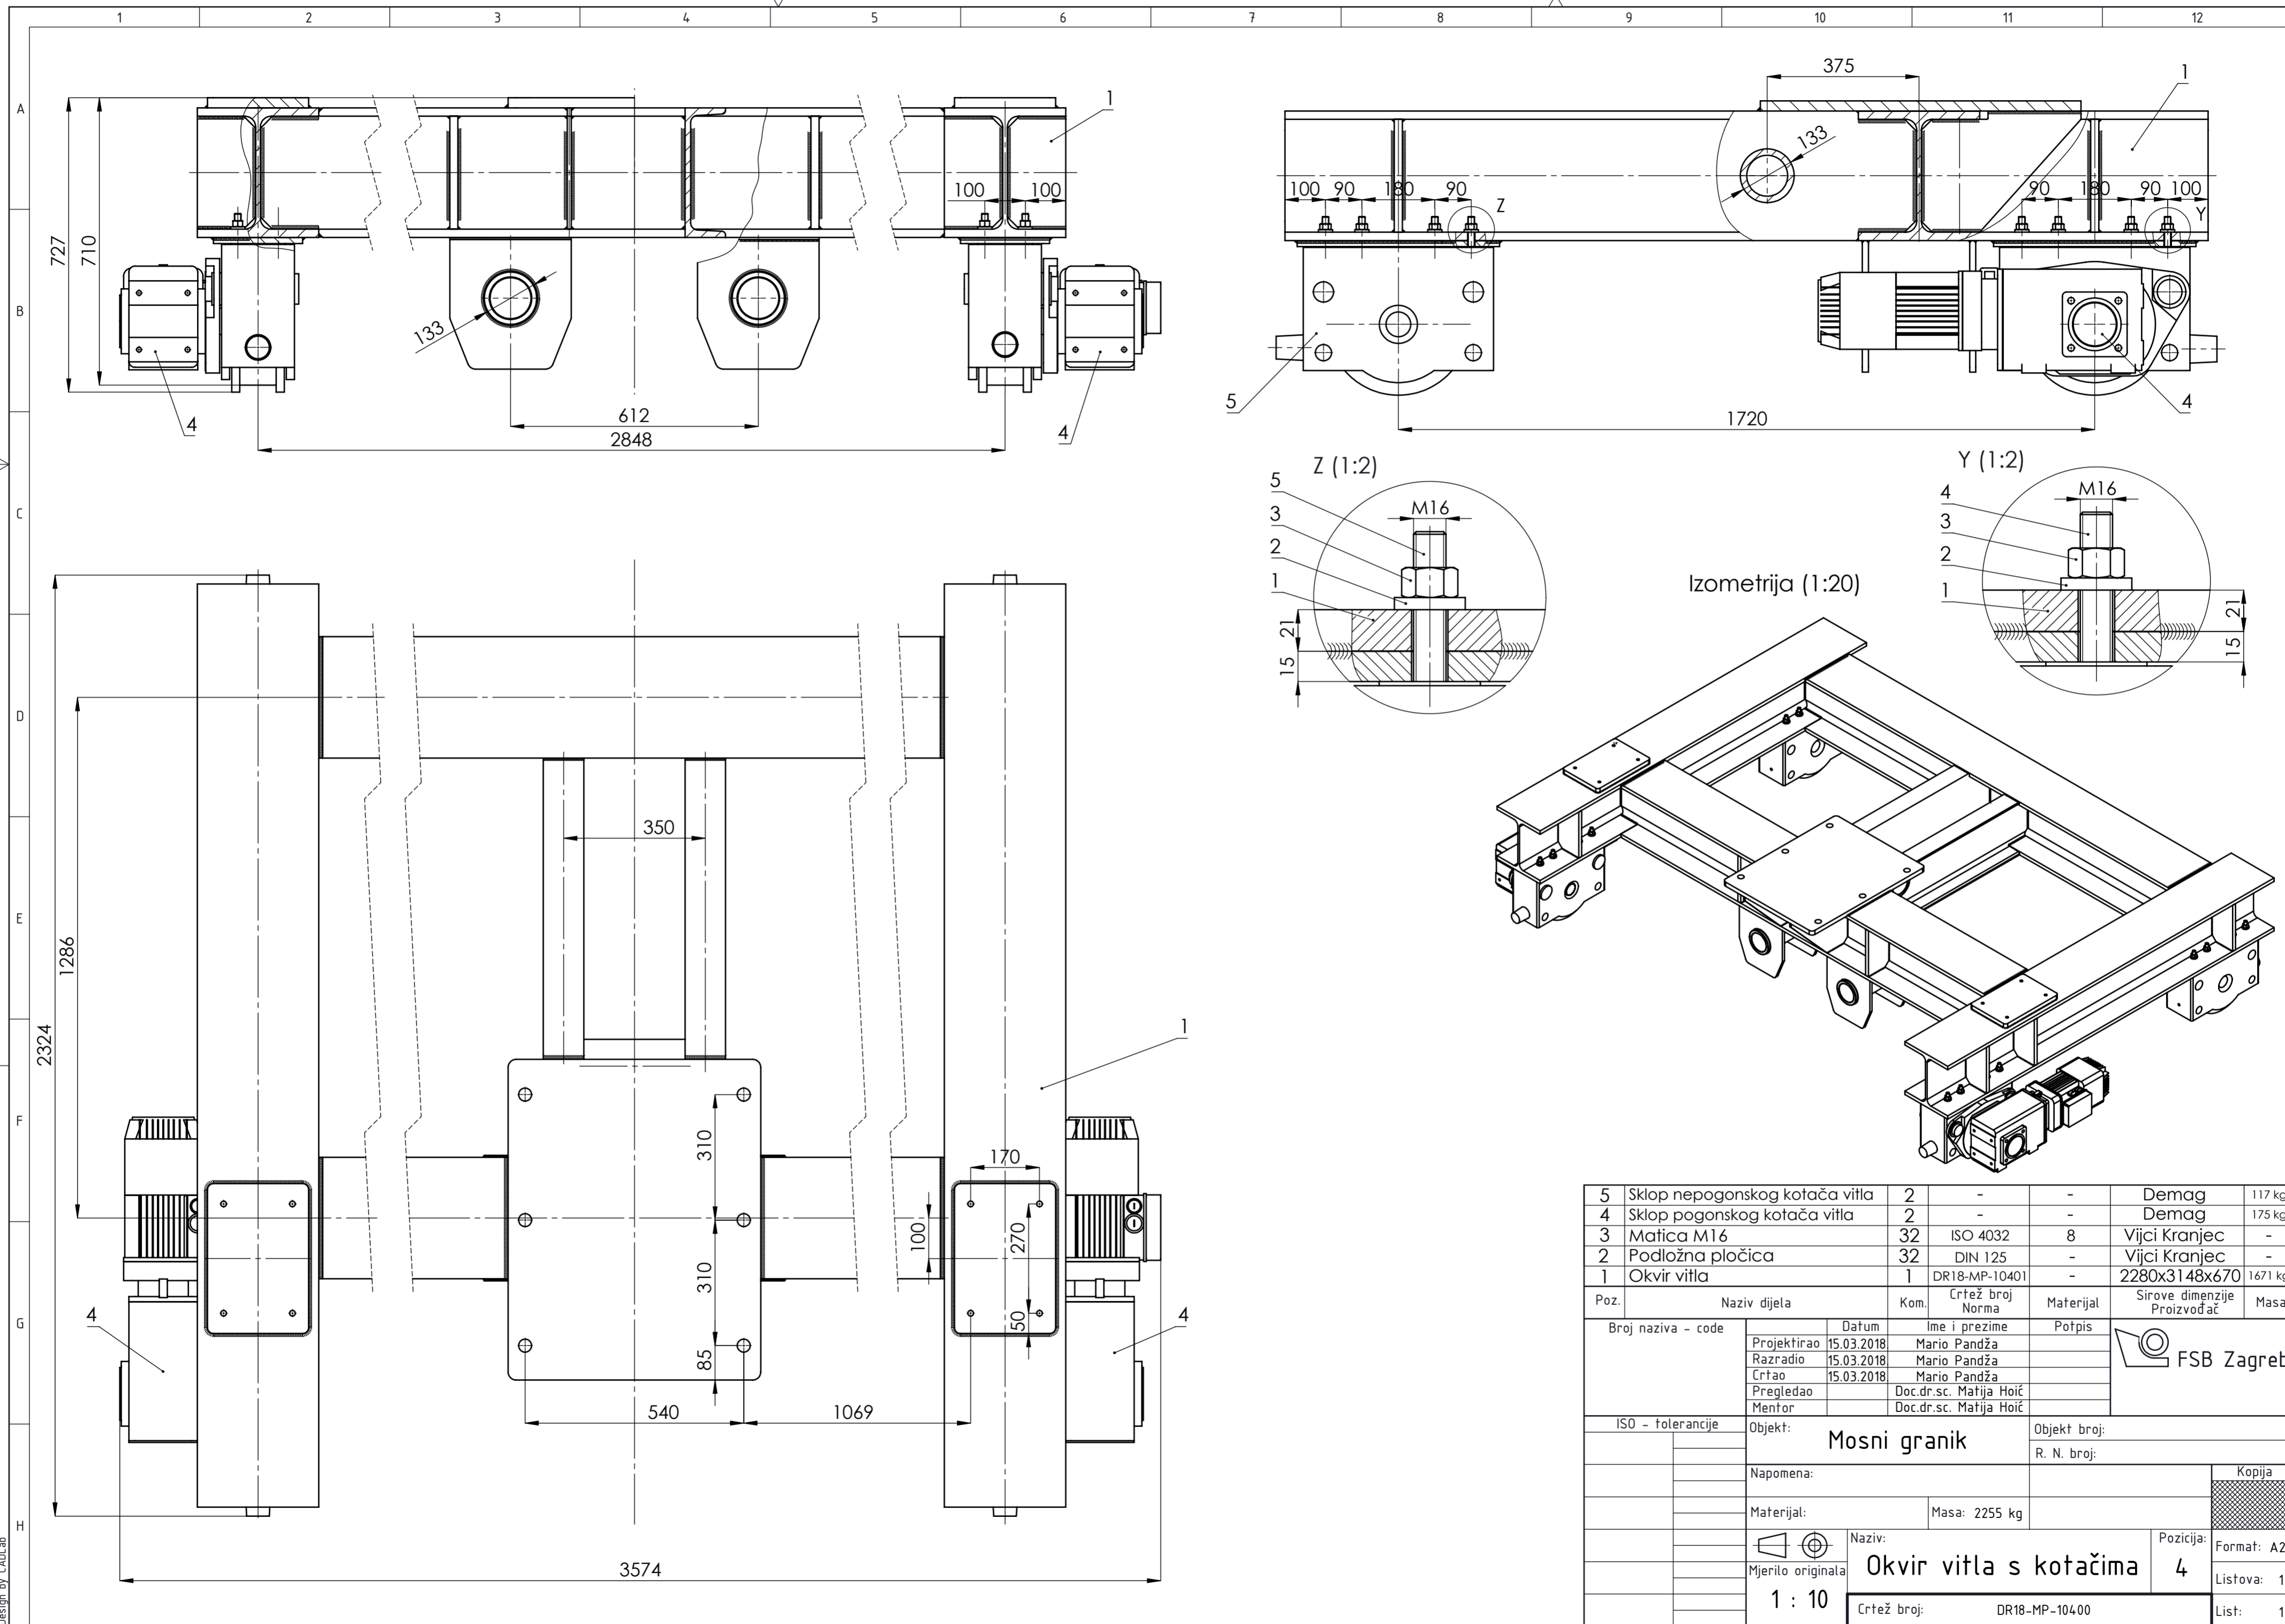 1 2 3 4 5 6 7 8 9 10 11 12
A
B
C
D
E
F
G
H
727
710
100 100
133
612
2848
1
4
4
375
133
100 90 180 90
Z
90 180 90 100
Y
1720
1
5
4
Z (1:2)
5
3
2
1
M16
21
15
Y (1:2)
4
3
2
1
M16
21
15
Izometrija (1:20)
2324
1286
350
310
310
85
540
1069
170
100
270
50
3574
1
4
4
5 Sklop nepogonskog kotača vitla 2 - - Demag 117 kg
4 Sklop pogonskog kotača vitla 2 - - Demag 175 kg
3 Matica M16 32 ISO 4032 8 Vijci Kranjec -
2 Podložna pločica 32 DIN 125 - Vijci Kranjec -
1 Okvir vitla 1 DR18-MP-10401 - 2280x3148x670 1671 kg
Poz. Naziv dijela Kom. Crtež broj Norma Materijal Sirove dimenzije Proizvođač Masa
Broj naziva - code
Datum Ime i prezime Potpis
Projektirao 15.03.2018. Mario Pandža
Razradio 15.03.2018. Mario Pandža
Crtao 15.03.2018. Mario Pandža
Pregledao Doc.dr.sc. Matija Hoić
Mentor Doc.dr.sc. Matija Hoić
FSB Zagreb
ISO - tolerancije
Objekt: Mosni granik
Objekt broj:
R. N. broj:
Napomena:
Kopija
Materijal:
Masa: 2255 kg
Naziv: Okvir vitla s kotačima
Pozicija: 4
Format: A2
Mjerilo originala
1 : 10
Listova: 1
Crtež broj: DR18-MP-10400
List: 1
Design by CADLab